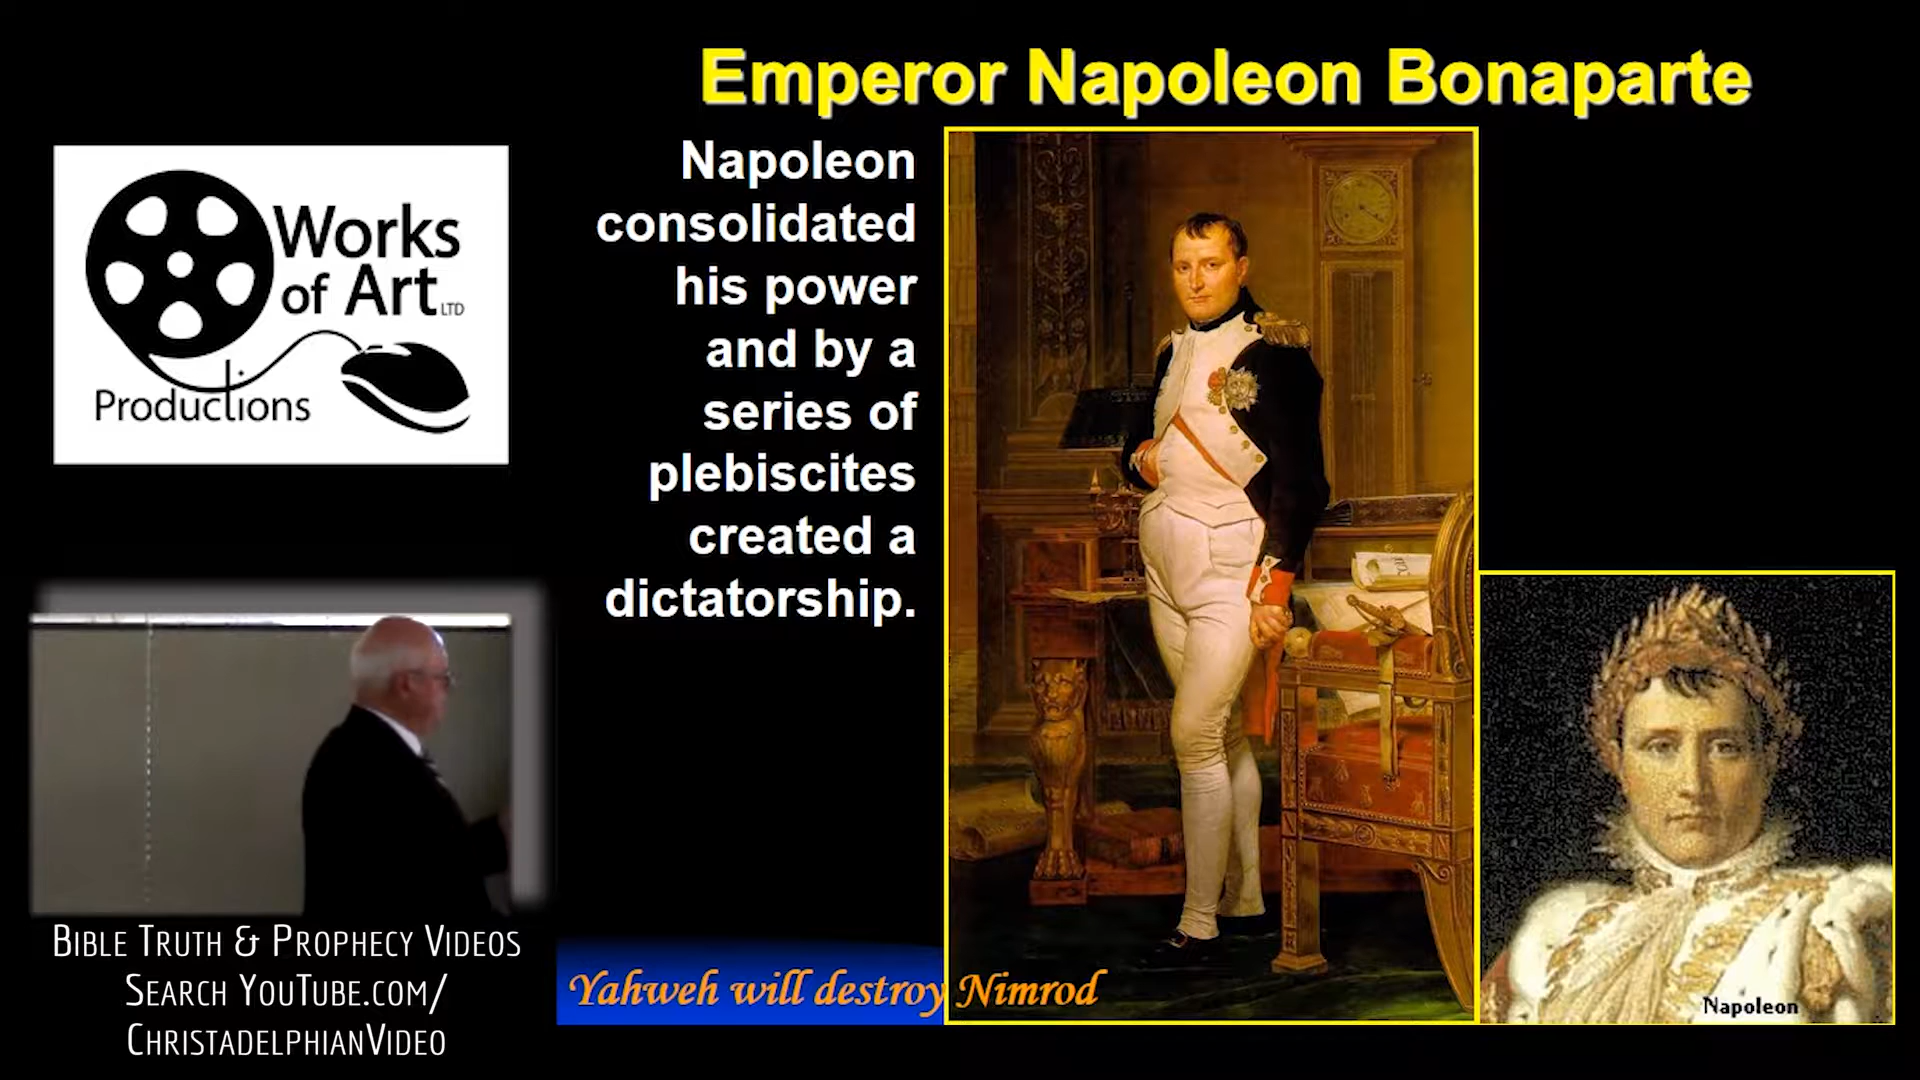 Emperor Napoleon Bonaparte
Napoleon
consolidated
his power
and by a
series of
plebiscites
created a
dictatorship.
Works
of Art LTD
Productions
Napoleon
Yahweh will destroy Nimrod
Bible Truth & Prophecy Videos
Search YouTube.com/
ChristadelphianVideo